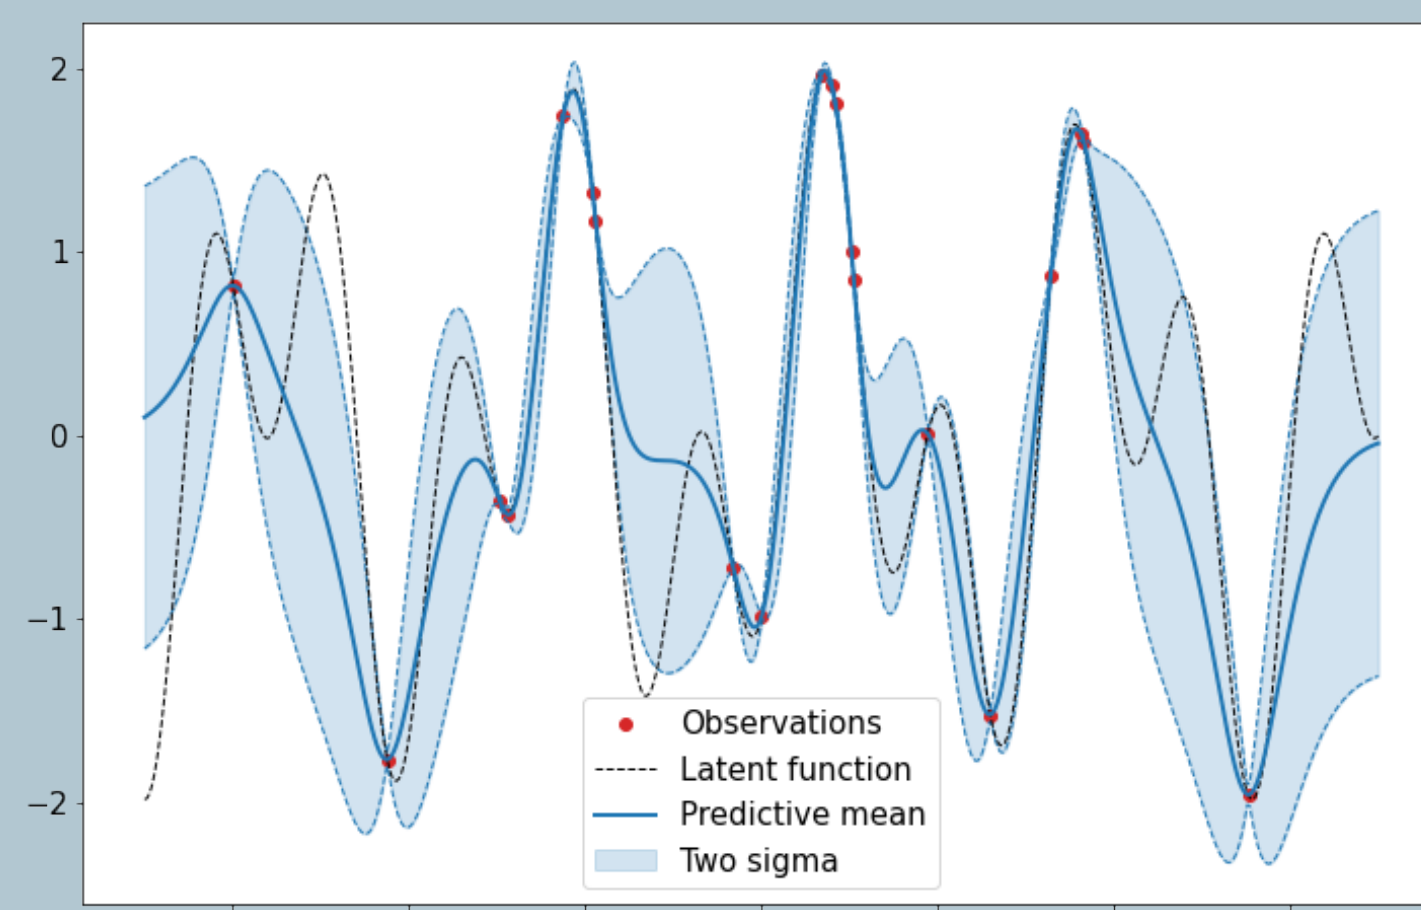 2
1
0
−1
−2
Observations
Latent function
Predictive mean
Two sigma